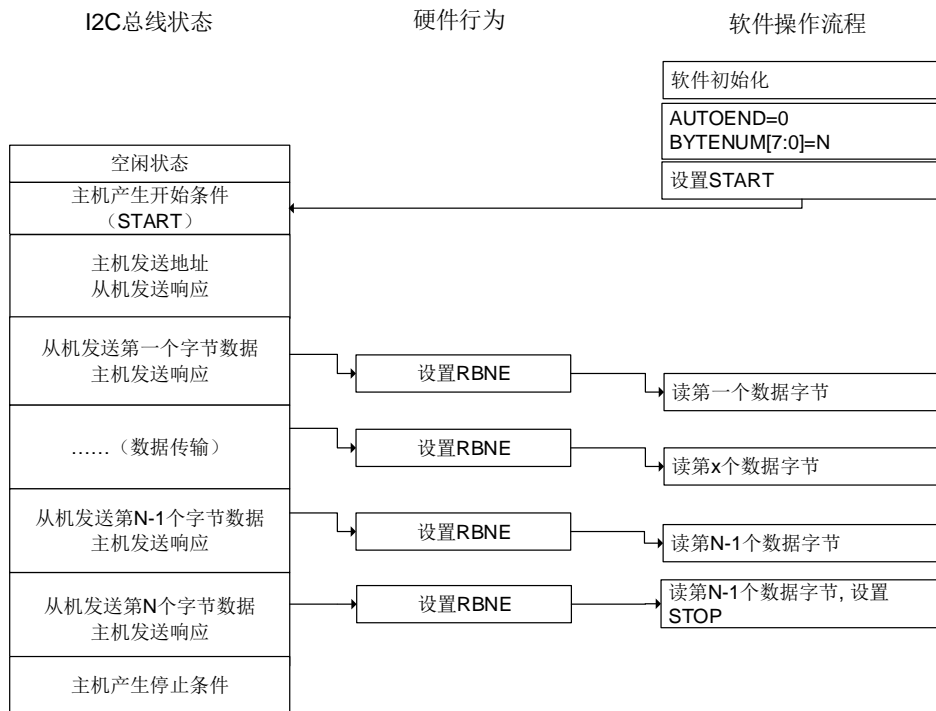 I2C总线状态
硬件行为
软件操作流程
软件初始化
AUTOEND=0
BYTENUM[7:0]=N
设置START
空闲状态
主机产生开始条件
（START）
主机发送地址
从机发送响应
从机发送第一个字节数据
主机发送响应
设置RBNE
读第一个数据字节
……（数据传输）
设置RBNE
读第x个数据字节
从机发送第N-1个字节数据
主机发送响应
设置RBNE
读第N-1个数据字节
从机发送第N个字节数据
主机发送响应
设置RBNE
读第N-1个数据字节, 设置
STOP
主机产生停止条件